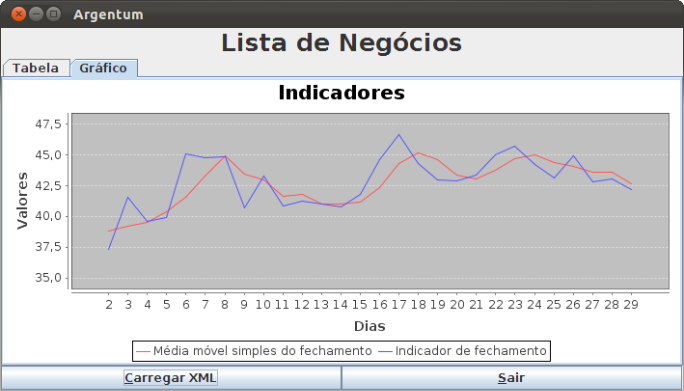 Argentum
Lista de Negócios
Tabela Gráfico
Indicadores
47,5
45,0
42,5
40,0
37,5
35,0
Valores
2 3 4 5 6 7 8 9 10 11 12 13 14 15 16 17 18 19 20 21 22 23 24 25 26 27 28 29
Dias
Média móvel simples do fechamento Indicador de fechamento
Carregar XML Sair